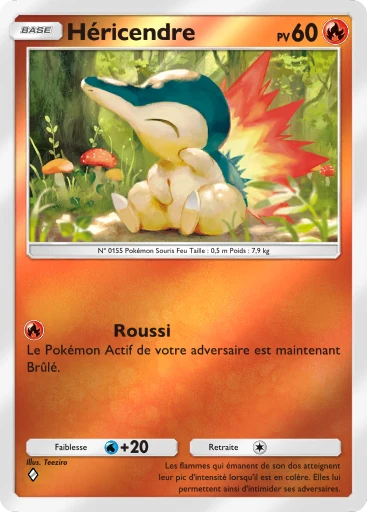 BASE
Héricendre
PV 60
N° 0155 Pokémon Souris Feu Taille : 0,5 m Poids : 7,9 kg
Roussi
Le Pokémon Actif de votre adversaire est maintenant
Brûlé.
Faiblesse +20
Retraite
Illus. Teeziro
Les flammes qui émanent de son dos atteignent
leur pic d'intensité lorsqu'il est en colère. Elles lui
permettent ainsi d'intimider ses adversaires.